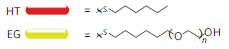 HT = S
EG = S O OH n